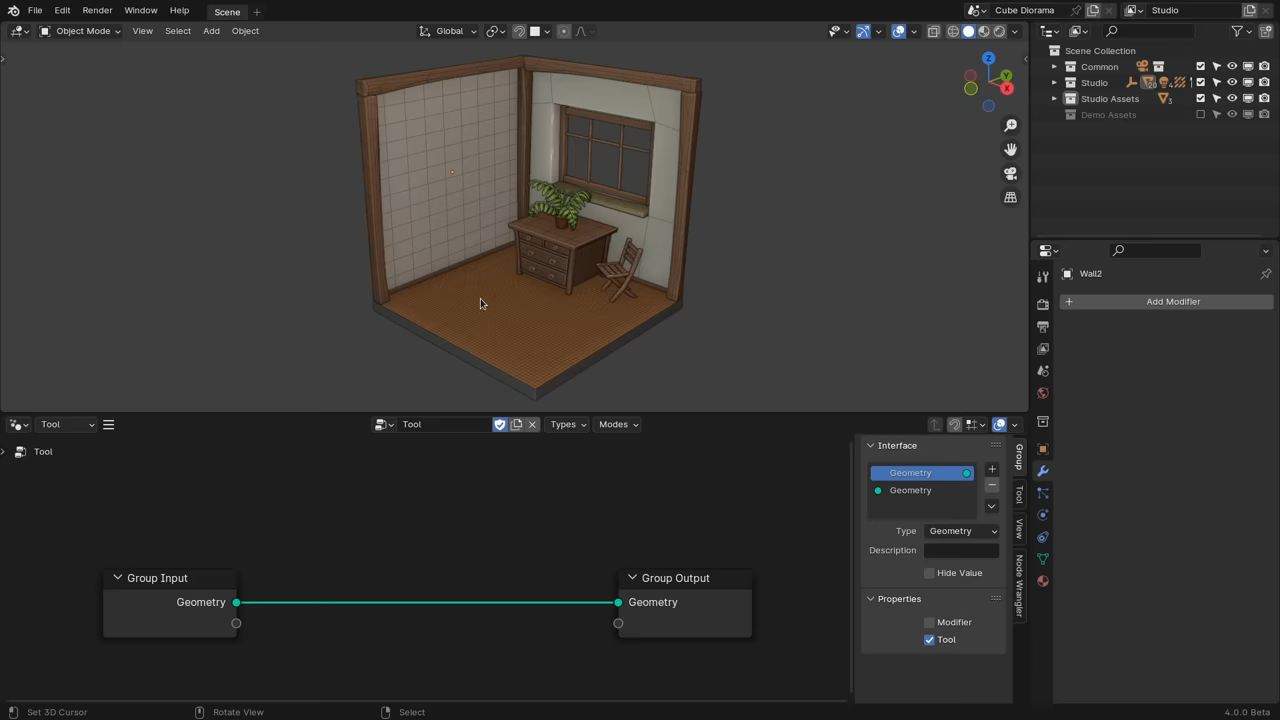 File Edit Render Window Help Scene + Cube Diorama Studio
Object Mode View Select Add Object Global
Scene Collection
Common
Studio
Studio Assets
Demo Assets
Z
Y
X
Wall2
+ Add Modifier
Tool Tool Types Modes
Tool
Interface
Geometry
Geometry
Type Geometry
Description
Hide Value
Properties
Modifier
Tool
Group
Tool
View
Node Wrangler
Group Input
Geometry
Group Output
Geometry
Set 3D Cursor Rotate View Select 4.0.0 Beta